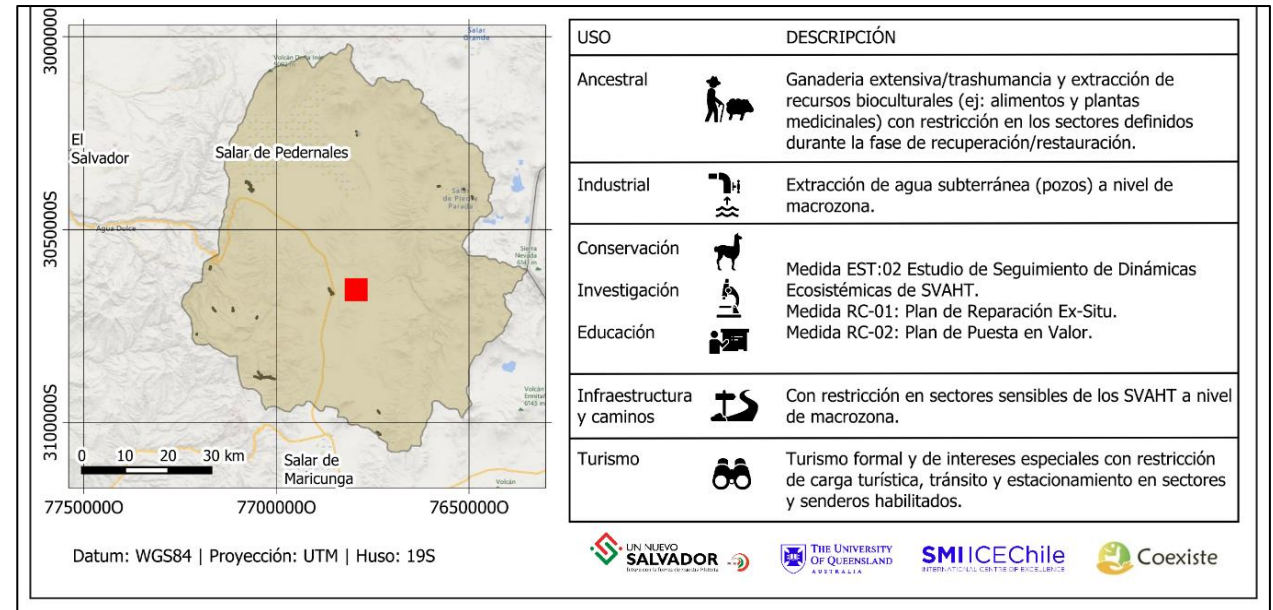 3000000
3050000S
3100000S
Salar Grande
Volcán Doña Inés
El Salvador
Salar de Pedernales
Agua Dulce
0 10 20 30 km
Salar de Maricunga
Volcán
7750000O
7700000O
7650000O
Datum: WGS84 | Proyección: UTM | Huso: 19S
USO DESCRIPCIÓN
Ancestral
Ganaderia extensiva/trashumancia y extracción de
recursos bioculturales (ej: alimentos y plantas
medicinales) con restricción en los sectores definidos
durante la fase de recuperación/restauración.
Industrial
Extracción de agua subterránea (pozos) a nivel de
macrozona.
Conservación
Investigación
Educación
Medida EST:02 Estudio de Seguimiento de Dinámicas
Ecosistémicas de SVAHT.
Medida RC-01: Plan de Reparación Ex-Situ.
Medida RC-02: Plan de Puesta en Valor.
Infraestructura
y caminos
Con restricción en sectores sensibles de los SVAHT a nivel
de macrozona.
Turismo
Turismo formal y de intereses especiales con restricción
de carga turística, tránsito y estacionamiento en sectores
y senderos habilitados.
UN NUEVO
SALVADOR
THE UNIVERSITY
OF QUEENSLAND
AUSTRALIA
SMI ICEChile
INTERNATIONAL CENTRE OF EXCELLENCE
Coexiste